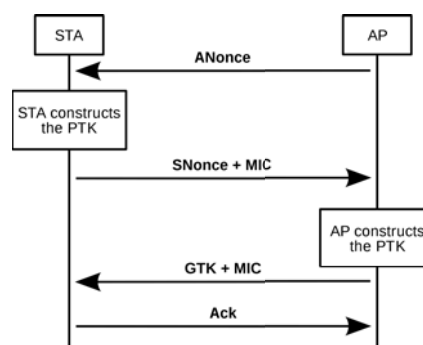 STA
AP
ANonce
STA constructs
the PTK
SNonce + MIC
AP constructs
the PTK
GTK + MIC
Ack